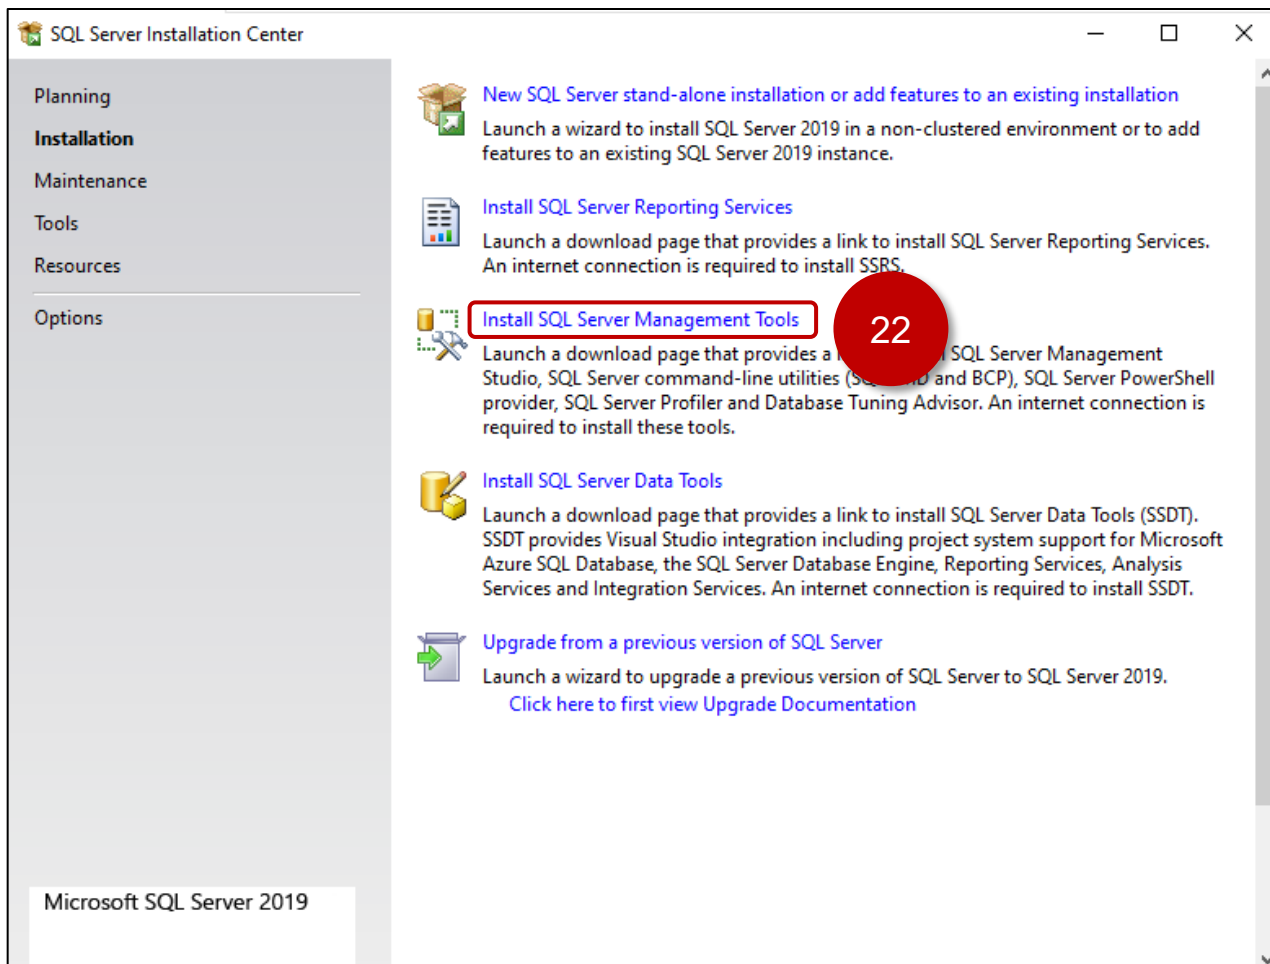 SQL Server Installation Center
Planning
Installation
Maintenance
Tools
Resources
Options
New SQL Server stand-alone installation or add features to an existing installation
Launch a wizard to install SQL Server 2019 in a non-clustered environment or to add
features to an existing SQL Server 2019 instance.
Install SQL Server Reporting Services
Launch a download page that provides a link to install SQL Server Reporting Services.
An internet connection is required to install SSRS.
Install SQL Server Management Tools
22
Launch a download page that provides a SQL Server Management
Studio, SQL Server command-line utilities ( and BCP), SQL Server PowerShell
provider, SQL Server Profiler and Database Tuning Advisor. An internet connection is
required to install these tools.
Install SQL Server Data Tools
Launch a download page that provides a link to install SQL Server Data Tools (SSDT).
SSDT provides Visual Studio integration including project system support for Microsoft
Azure SQL Database, the SQL Server Database Engine, Reporting Services, Analysis
Services and Integration Services. An internet connection is required to install SSDT.
Upgrade from a previous version of SQL Server
Launch a wizard to upgrade a previous version of SQL Server to SQL Server 2019.
Click here to first view Upgrade Documentation
Microsoft SQL Server 2019